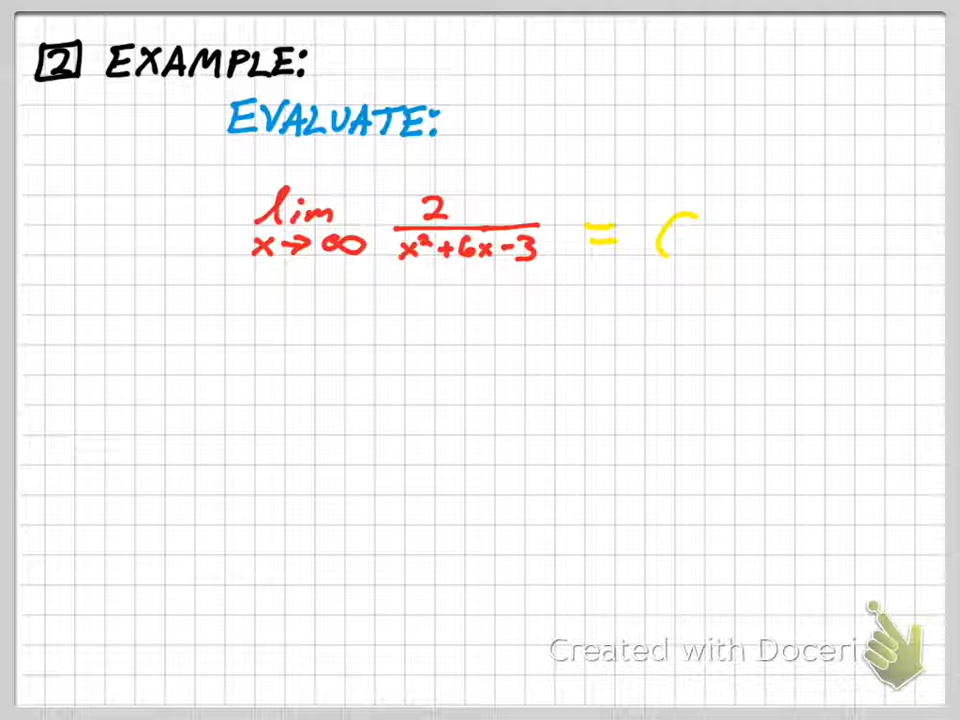 2 EXAMPLE:
EVALUATE:
lim x→∞ 2/(x²+6x-3) =
Created with Doceri